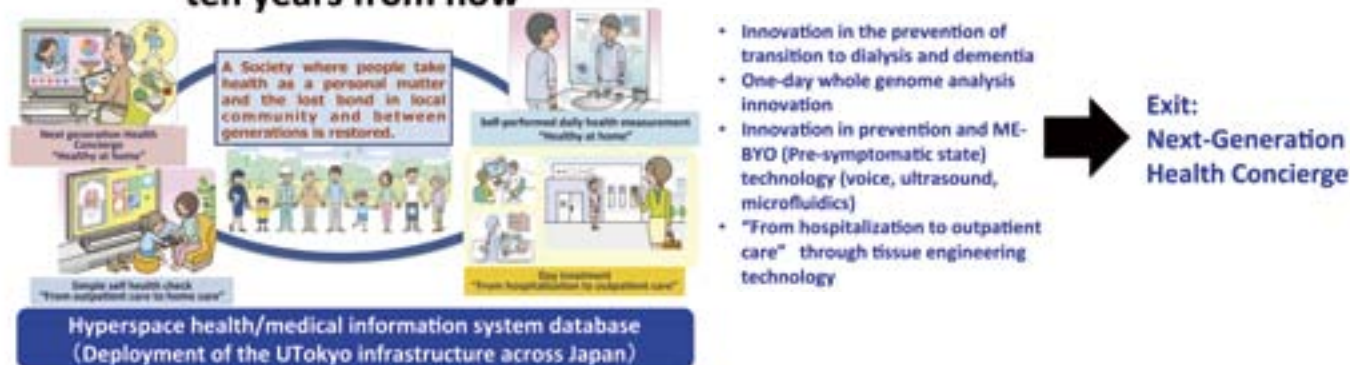 ten years from now
A Society where people take
health as a personal matter
and the lost bond in local
community and between
generations is restored.
Next generation Health
Concierge
"Healthy at home"
Self-performed daily health measurement
"Healthy at home"
Simple self health check
"From outpatient care to home care"
Day treatment
"From hospitalization to outpatient care"
Hyperspace health/medical information system database
(Deployment of the UTokyo infrastructure across Japan)
• Innovation in the prevention of
transition to dialysis and dementia
• One-day whole genome analysis
innovation
• Innovation in prevention and ME-
BYO (Pre-symptomatic state)
technology (voice, ultrasound,
microfluidics)
• "From hospitalization to outpatient
care" through tissue engineering
technology
Exit:
Next-Generation
Health Concierge